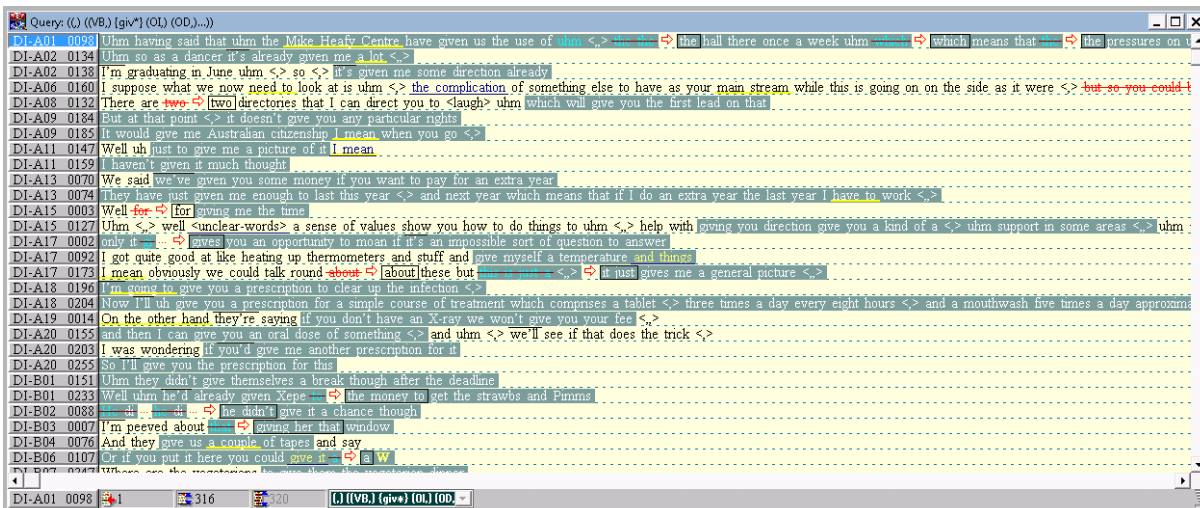 Query: ((,) ((VB,) {giv*} (OI,) (OD,)...))
DI-A01 0098 Uhm having said that uhm the Mike Heafy Centre have given us the use of uhm <,,> the the ⇨ the hall there once a week uhm which ⇨ which means that the ⇨ the pressures on u
DI-A02 0134 Uhm so as a dancer it's already given me a lot <,,>
DI-A02 0138 I'm graduating in June uhm <,> so <,> it's given me some direction already
DI-A06 0160 I suppose what we now need to look at is uhm <,> the complication of something else to have as your main stream while this is going on on the side as it were <,> but so you could b
DI-A08 0132 There are two ⇨ two directories that I can direct you to <laugh> uhm which will give you the first lead on that
DI-A09 0184 But at that point <,> it doesn't give you any particular rights
DI-A09 0185 It would give me Australian citizenship I mean when you go <,>
DI-A11 0147 Well uh just to give me a picture of it I mean
DI-A11 0159 I haven't given it much thought
DI-A13 0070 We said we've given you some money if you want to pay for an extra year
DI-A13 0074 They have just given me enough to last this year <,> and next year which means that if I do an extra year the last year I have to work <,>
DI-A15 0003 Well for ⇨ for giving me the time
DI-A15 0127 Uhm <,> well <unclear-words> a sense of values show you how to do things to uhm <,,> help with giving you direction give you a kind of a <,> uhm support in some areas <,,> uhm
DI-A17 0002 only it ... ⇨ gives you an opportunity to moan if it's an impossible sort of question to answer
DI-A17 0092 I got quite good at like heating up thermometers and stuff and give myself a temperature and things
DI-A17 0173 I mean obviously we could talk round about ⇨ about these but this is just a <,> ⇨ it just gives me a general picture <,,>
DI-A18 0196 I'm going to give you a prescription to clear up the infection <,>
DI-A18 0204 Now I'll uh give you a prescription for a simple course of treatment which comprises a tablet <,> three times a day every eight hours <,> and a mouthwash five times a day approxima
DI-A19 0014 On the other hand they're saying if you don't have an X-ray we won't give you your fee <,,>
DI-A20 0155 and then I can give you an oral dose of something <,> and uhm <,> we'll see if that does the trick <,>
DI-A20 0203 I was wondering if you'd give me another prescription for it
DI-A20 0255 So I'll give you the prescription for this
DI-B01 0151 Uhm they didn't give themselves a break though after the deadline
DI-B01 0233 Well uhm he'd already given Xepe ⇨ the money to get the strawbs and Pimms
DI-B02 0088 di ... di ... ⇨ he didn't give it a chance though
DI-B03 0007 I'm peeved about ⇨ giving her that window
DI-B04 0076 And they give us a couple of tapes and say
DI-B06 0107 Or if you put it here you could give it a ⇨ a W
DI-B07 0247 Where are the vegetarians to give them the vegetarian dinner
DI-A01 0098 1 316 320 (,) ((VB,) {giv*} (OI,) (OD,